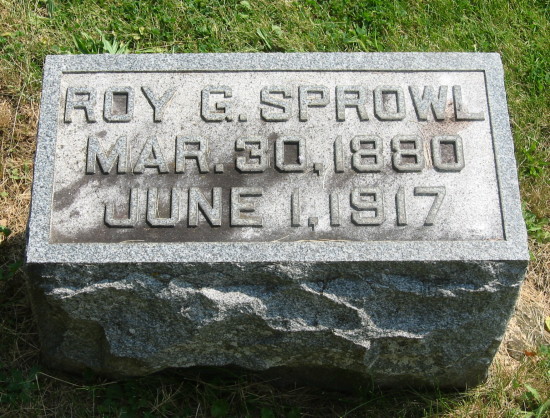 ROY G. SPROWL
MAR. 30, 1880
JUNE 1, 1917